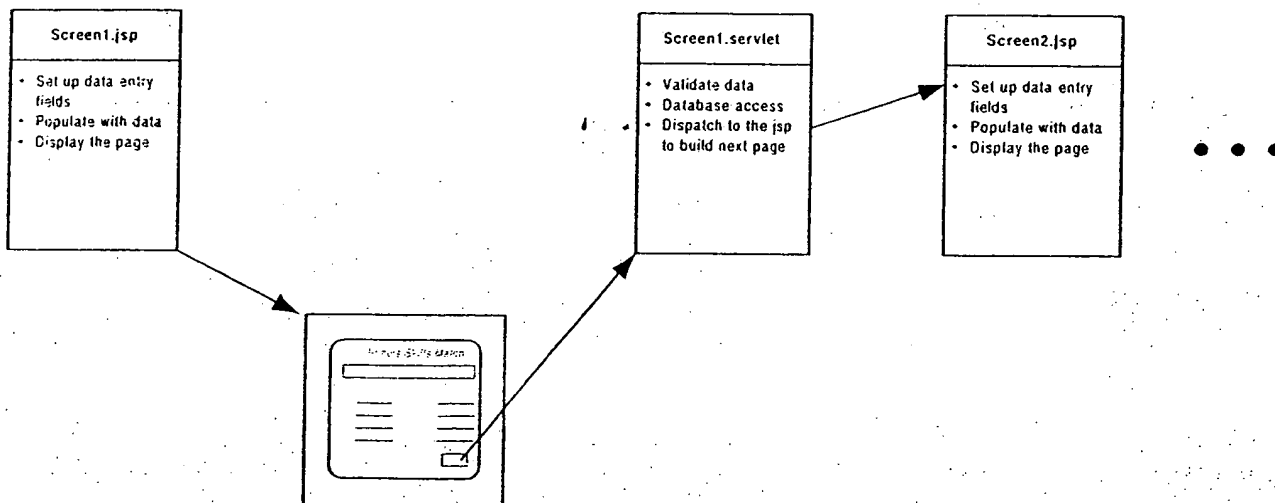 Screen1.jsp
• Set up data entry
fields
• Populate with data
• Display the page
Screen1.servlet
• Validate data
• Database access
• Dispatch to the jsp
to build next page
Screen2.jsp
• Set up data entry
fields
• Populate with data
• Display the page
Match